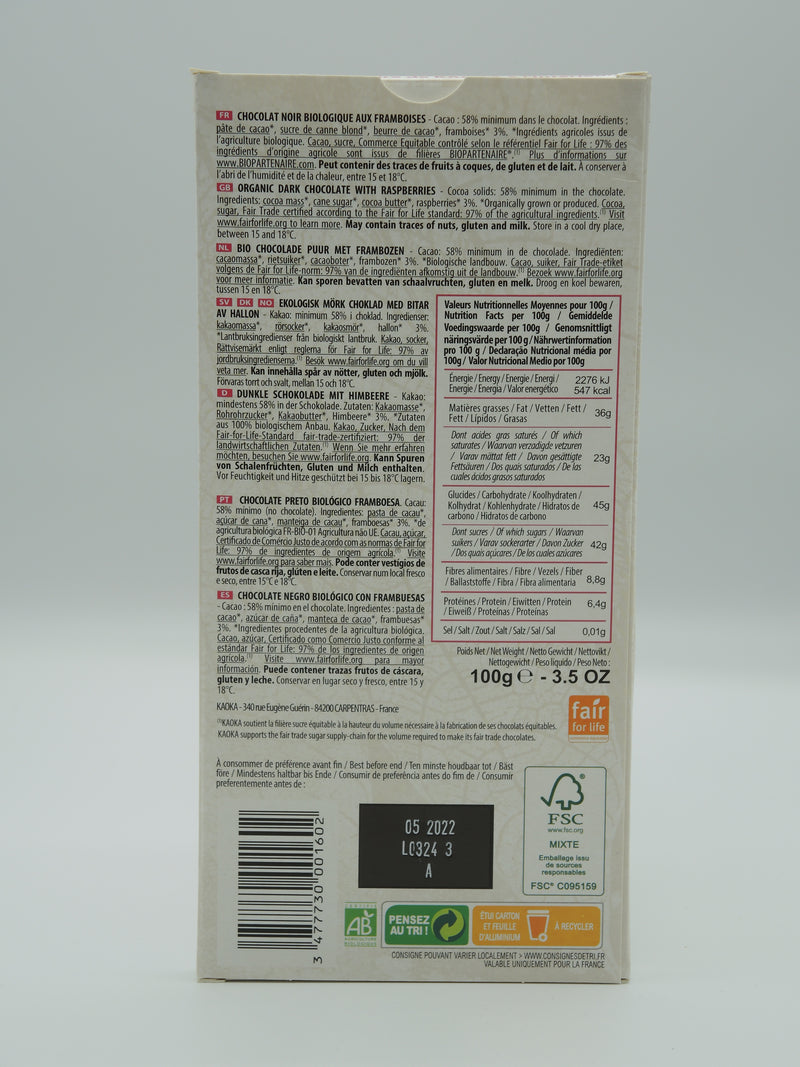 FR CHOCOLAT NOIR BIOLOGIQUE AUX FRAMBOISES - Cacao : 58% minimum dans le chocolat. Ingrédients :
pâte de cacao*, sucre de canne blond*, beurre de cacao*, framboises* 3%. *Ingrédients agricoles issus de
l'agriculture biologique. Cacao, sucre, Commerce Equitable contrôlé selon le référentiel Fair for Life : 97% des
ingrédients d'origine agricole sont issus de filières BIOPARTENAIRE®.(1) Plus d'informations sur
www.BIOPARTENAIRE.com. Peut contenir des traces de fruits à coques, de gluten et de lait. À conserver à
l'abri de l'humidité et de la chaleur, entre 15 et 18°C.
GB ORGANIC DARK CHOCOLATE WITH RASPBERRIES - Cocoa solids: 58% minimum in the chocolate.
Ingredients: cocoa mass*, cane sugar*, cocoa butter*, raspberries* 3%. *Organically grown or produced. Cocoa,
sugar, Fair Trade certified according to the Fair for Life standard: 97% of the agricultural ingredients.(1) Visit
www.fairforlife.org to learn more. May contain traces of nuts, gluten and milk. Store in a cool dry place,
between 15 and 18°C.
NL BIO CHOCOLADE PUUR MET FRAMBOZEN - Cacao: 58% minimum in de chocolade. Ingrediënten:
cacaomassa*, rietsuiker*, cacaoboter*, frambozen* 3%. *Biologische landbouw. Cacao, suiker, Fair Trade-etiket
volgens de Fair for Life-norm: 97% van de ingrediënten afkomstig uit de landbouw.(1) Bezoek www.fairforlife.org
voor meer informatie. Kan sporen bevatten van schaalvruchten, gluten en melk. Droog en koel bewaren,
tussen 15 en 18°C.
SV DK NO EKOLOGISK MÖRK CHOKLAD MED BITAR
AV HALLON - Kakao: minimum 58% i choklad. Ingredienser:
kakaomassa*, rörsocker*, kakaosmör*, hallon* 3%.
*Lantbruksingredienser från biologiskt lantbruk. Kakao, socker,
Rättvisemärkt enligt reglerna för Fair for Life: 97% av
jordbruksingredienserna.(1) Besök www.fairforlife.org om du vill
veta mer. Kan innehålla spår av nötter, gluten och mjölk.
Förvaras torrt och svalt, mellan 15 och 18°C.
D DUNKLE SCHOKOLADE MIT HIMBEERE - Kakao:
mindestens 58% in der Schokolade. Zutaten: Kakaomasse*,
Rohrohrzucker*, Kakaobutter*, Himbeere* 3%. *Zutaten
aus 100% biologischem Anbau. Kakao, Zucker, Nach dem
Fair-for-Life-Standard fair-trade-zertifiziert: 97% der
landwirtschaftlichen Zutaten.(1) Wenn Sie mehr erfahren
möchten, besuchen Sie www.fairforlife.org. Kann Spuren
von Schalenfrüchten, Gluten und Milch enthalten.
Vor Feuchtigkeit und Hitze geschützt bei 15 bis 18°C lagern.
PT CHOCOLATE PRETO BIOLÓGICO FRAMBOESA. Cacau:
58% mínimo (no chocolate). Ingredientes: pasta de cacau*,
açúcar de cana*, manteiga de cacau*, framboesas* 3%. *de
agricultura biológica FR-BIO-01 Agricultura não UE. Cacau, açúcar,
Certificado de Comércio Justo de acordo com as normas de Fair for
Life: 97% de ingredientes de origem agrícola.(1) Visite
www.fairforlife.org para saber mais. Pode conter vestígios de
frutos de casca rija, glúten e leite. Conservar num local fresco
e seco, entre 15°C e 18°C.
ES CHOCOLATE NEGRO BIOLÓGICO CON FRAMBUESAS
- Cacao : 58% mínimo en el chocolate. Ingredientes : pasta de
cacao*, azúcar de caña*, manteca de cacao*, frambuesas*
3%. *Ingredientes procedentes de la agricultura biológica.
Cacao, azúcar, Certificado como Comercio Justo conforme al
estándar Fair for Life: 97% de los ingredientes de origen
agrícola.(1) Visite www.fairforlife.org para mayor
información. Puede contener trazas frutos de cáscara,
gluten y leche. Conservar en lugar seco y fresco, entre 15 y
18°C.
Valeurs Nutritionnelles Moyennes pour 100g /
Nutrition Facts per 100g / Gemiddelde
Voedingswaarde per 100g / Genomsnittligt
näringsvärde per 100 g / Nährwertinformation
pro 100 g / Declaração Nutricional média por
100g / Valor Nutricional Medio por 100g
Énergie / Energy / Energie / Energi / 2276 kJ
Energie / Energia / Valor energético 547 kcal
Matières grasses / Fat / Vetten / Fett / 36g
Fett / Lípidos / Grasas
Dont acides gras saturés / Of which
saturates / Waarvan verzadigde vetzuren
/ Varav mättat fett / Davon gesättigte 23g
Fettsäuren / Dos quais saturados / De las
cuales ácidos grasos saturados
Glucides / Carbohydrate / Koolhydraten /
Kolhydrat / Kohlenhydrate / Hidratos de 45g
carbono / Hidratos de carbono
Dont sucres / Of which sugars / Waarvan
suikers / Varav sockerarter / Davon Zucker 42g
/ Dos quais açúcares / De los cuales azúcares
Fibres alimentaires / Fibre / Vezels / Fiber
/ Ballaststoffe / Fibra / Fibra alimentaria 8,8g
Protéines / Protein / Eiwitten / Protein 6,4g
/ Eiweiß / Proteínas / Proteínas
Sel / Salt / Zout / Salt / Salz / Sal / Sal 0,01g
Poids Net / Net Weight / Netto Gewicht / Nettovikt /
Nettogewicht / Peso líquido / Peso Neto :
100g ℮ - 3.5 OZ
KAOKA - 340 rue Eugène Guérin - 84200 CARPENTRAS - France
(1)KAOKA soutient la filière sucre équitable à la hauteur du volume nécessaire à la fabrication de ses chocolats équitables.
KAOKA supports the fair trade sugar supply-chain for the volume required to make its fair trade chocolates.
fair
for life
À consommer de préférence avant fin / Best before end / Ten minste houdbaar tot / Bäst
före / Mindestens haltbar bis Ende / Consumir de preferência antes do fim de / Consumir
preferentemente antes de :
05 2022
L0324 3
A
3 477730 001602
FSC
www.fsc.org
MIXTE
Emballage issu
de sources
responsables
FSC® C095159
CERTIFIÉ
AB
AGRICULTURE
BIOLOGIQUE
PENSEZ
AU TRI !
ÉTUI CARTON
ET FEUILLE
D'ALUMINIUM
À RECYCLER
CONSIGNE POUVANT VARIER LOCALEMENT > WWW.CONSIGNESDETRI.FR
VALABLE UNIQUEMENT POUR LA FRANCE